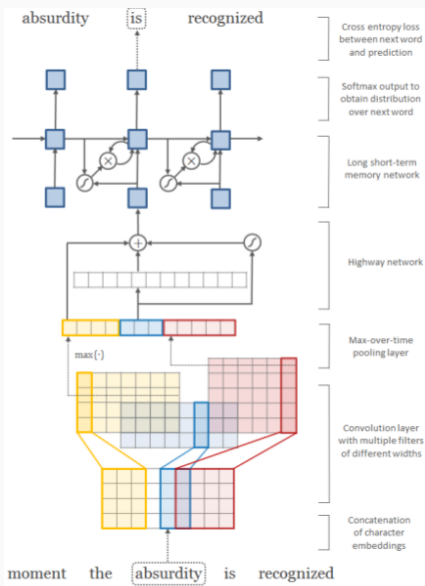 absurdity is recognized
Cross entropy loss
between next word
and prediction
Softmax output to
obtain distribution
over next word
Long short-term
memory network
Highway network
Max-over-time
pooling layer
max{·}
Convolution layer
with multiple filters
of different widths
Concatenation
of character
embeddings
moment the absurdity is recognized